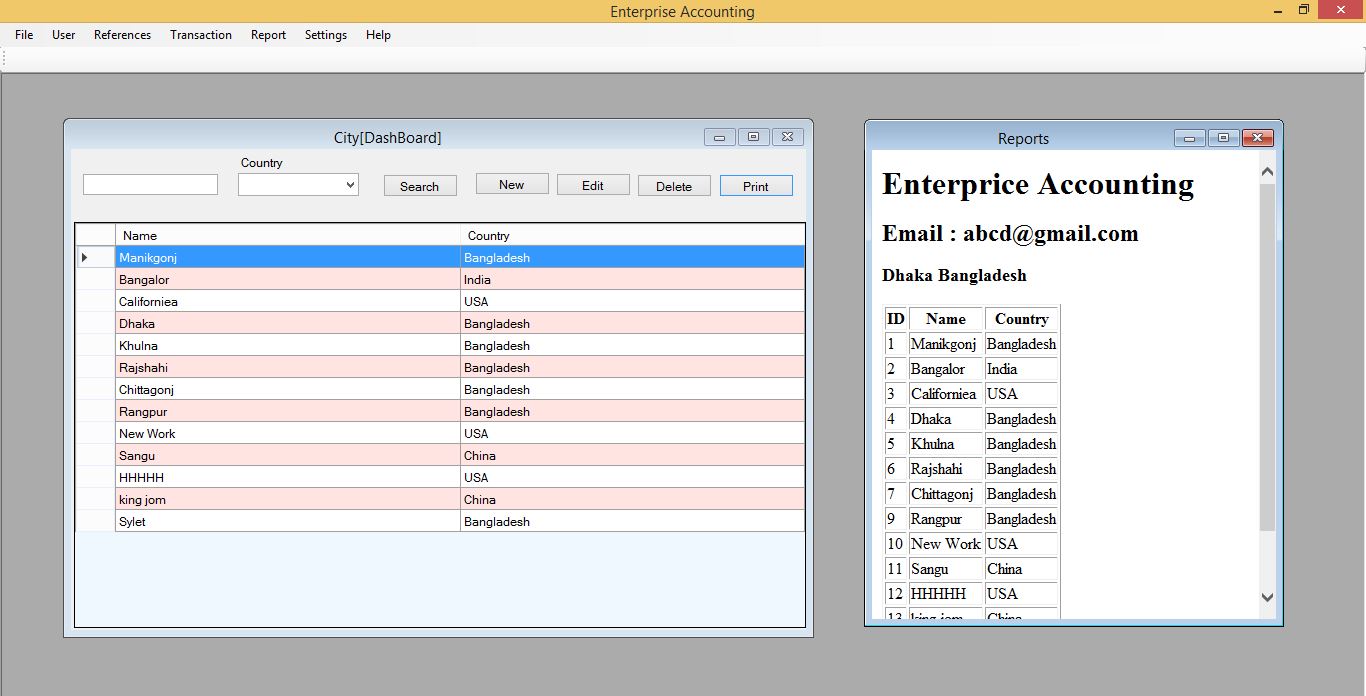 Enterprise Accounting
File User References Transaction Report Settings Help
City[DashBoard]
Country
Search New Edit Delete Print
Name Country
Manikgonj Bangladesh
Bangalor India
Californiea USA
Dhaka Bangladesh
Khulna Bangladesh
Rajshahi Bangladesh
Chittagonj Bangladesh
Rangpur Bangladesh
New Work USA
Sangu China
HHHHH USA
king jom China
Sylet Bangladesh
Reports
Enterprice Accounting
Email : abcd@gmail.com
Dhaka Bangladesh
ID Name Country
1 Manikgonj Bangladesh
2 Bangalor India
3 Californiea USA
4 Dhaka Bangladesh
5 Khulna Bangladesh
6 Rajshahi Bangladesh
7 Chittagonj Bangladesh
9 Rangpur Bangladesh
10 New Work USA
11 Sangu China
12 HHHHH USA
13 king jom China